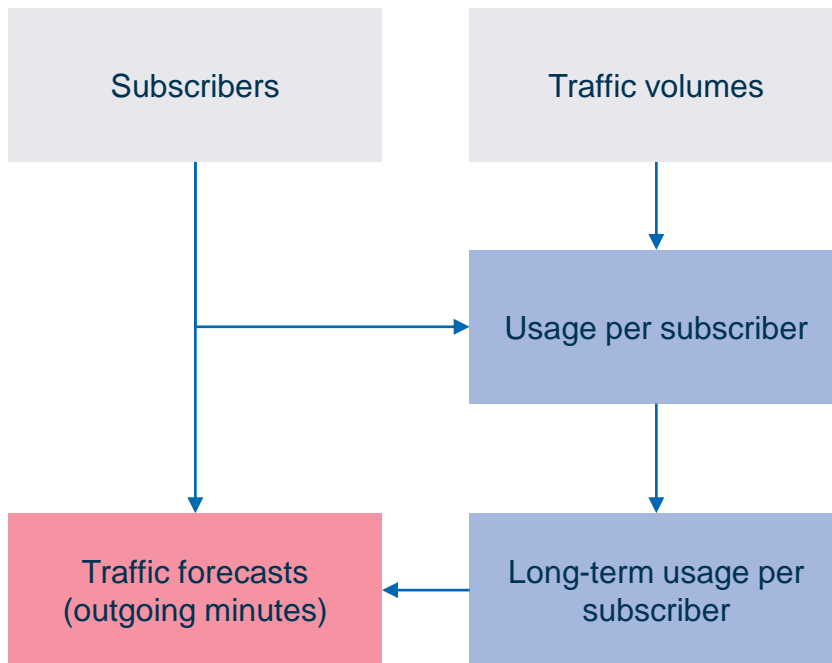 Subscribers
Traffic volumes
Usage per subscriber
Traffic forecasts
(outgoing minutes)
Long-term usage per
subscriber